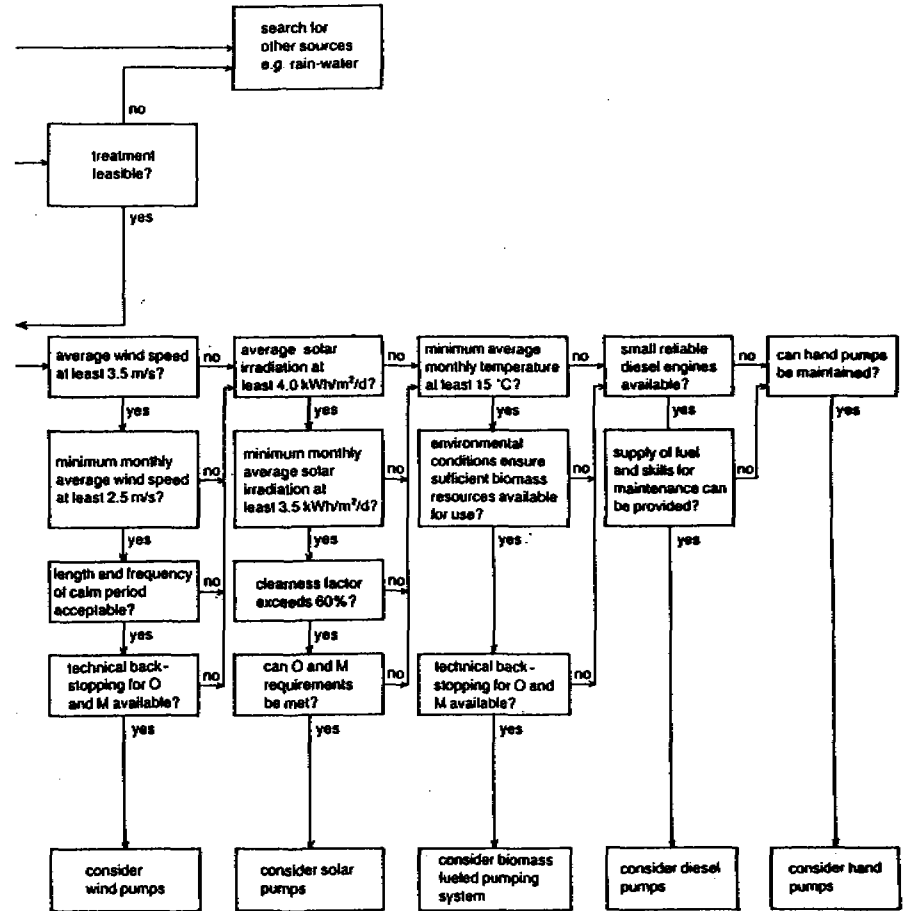 search for
other sources
e.g. rain-water
no
treatment
leasible?
yes
average wind speed
at least 3.5 m/s?
no
average solar
irradiation at
least 4.0 kWh/m²/d?
no
minimum average
monthly temperature
at least 15 °C?
no
small reliable
diesel engines
available?
no
can hand pumps
be maintained?
yes
yes
yes
yes
yes
minimum monthly
average wind speed
at least 2.5 m/s?
no
minimum monthly
average solar
irradiation at
least 3.5 kWh/m²/d?
no
environmental
conditions ensure
sufficient biomass
resources available
for use?
no
supply of fuel
and skills for
maintenance can
be provided?
no
yes
yes
yes
yes
length and frequency
of calm period
acceptable?
no
clearness factor
exceeds 60%?
no
yes
yes
technical back-
stopping for O
and M available?
no
can O and M
requirements
be met?
no
technical back-
stopping for O and
M available?
no
yes
yes
yes
consider
wind pumps
consider solar
pumps
consider biomass
fueled pumping
system
consider diesel
pumps
consider hand
pumps